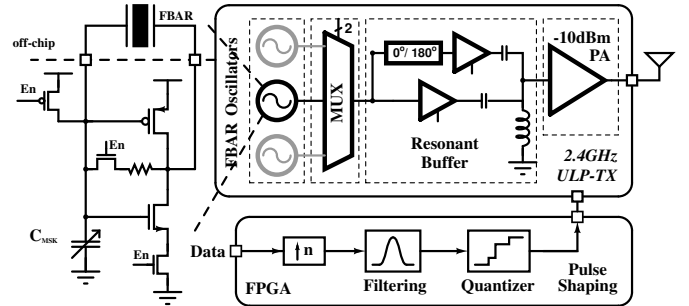 FBAR
off-chip
En
En
C_MSK
En
FBAR Oscillators
2
MUX
0°/ 180°
Resonant
Buffer
-10dBm
PA
2.4GHz
ULP-TX
Data
n
Filtering
Quantizer
Pulse
Shaping
FPGA